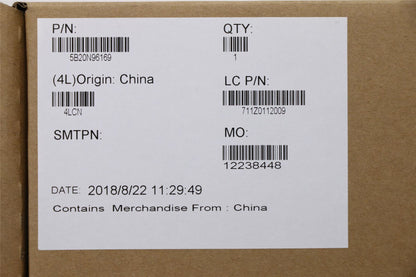 P/N:
QTY:
5B20N96169
1
(4L)Origin: China
LC P/N:
4LCN
711Z0112009
SMTPN:
MO:
12238448
DATE: 2018/8/22 11:29:49
Contains Merchandise From : China